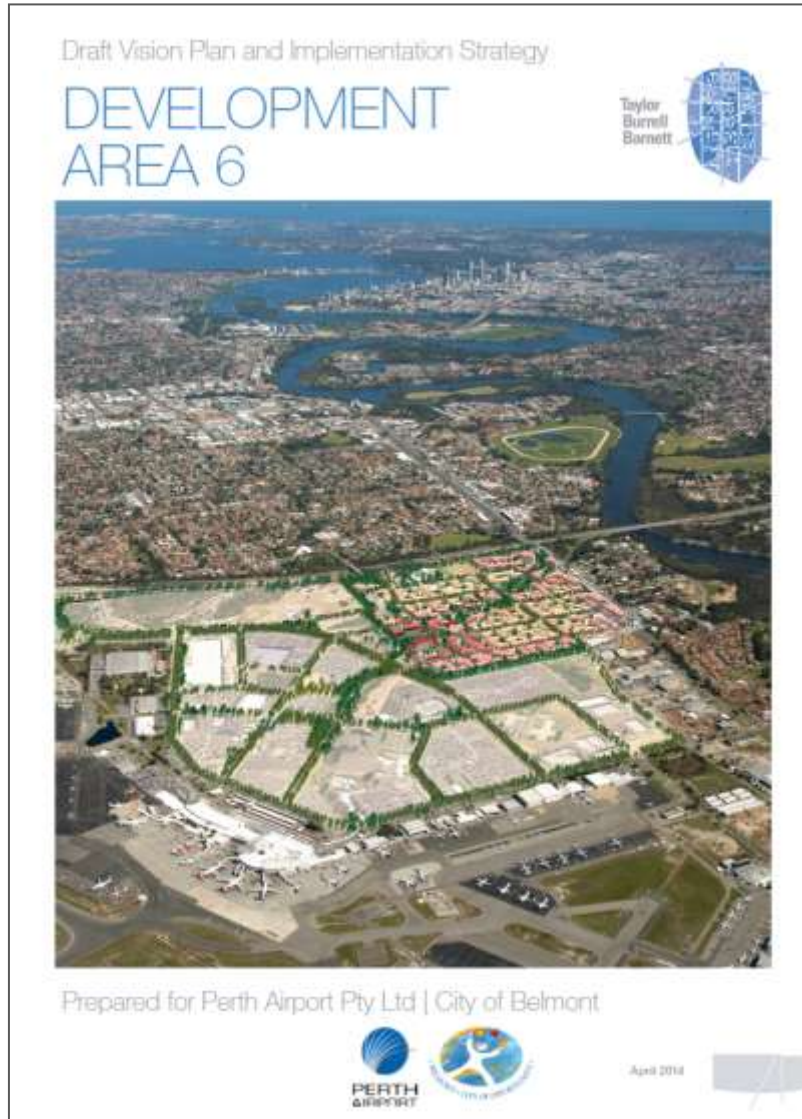 Draft Vision Plan and Implementation Strategy
DEVELOPMENT
AREA 6
Taylor
Burrell
Barnett
Prepared for Perth Airport Pty Ltd | City of Belmont
PERTH
AIRPORT
April 2014